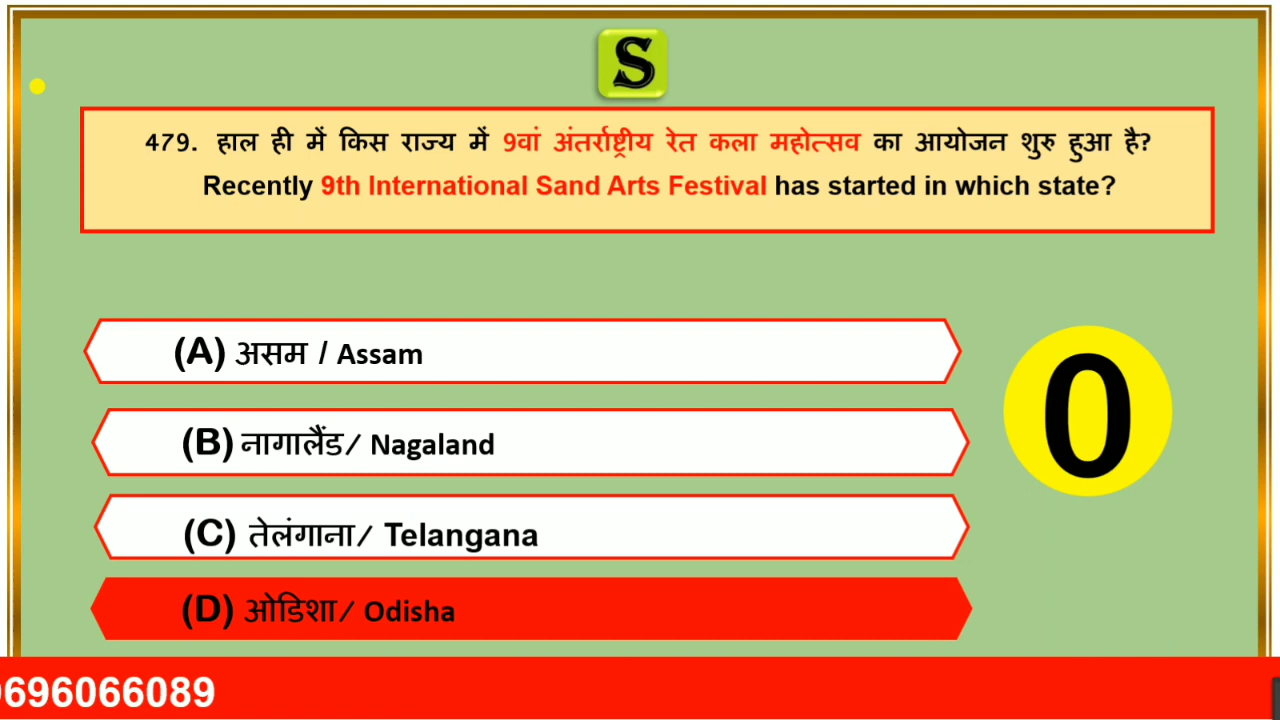 S
479. हाल ही में किस राज्य में 9वां अंतर्राष्ट्रीय रेत कला महोत्सव का आयोजन शुरु हुआ है?
Recently 9th International Sand Arts Festival has started in which state?
(A) असम / Assam
(B) नागालैंड/ Nagaland
(C) तेलंगाना/ Telangana
(D) ओडिशा/ Odisha
0
696066089